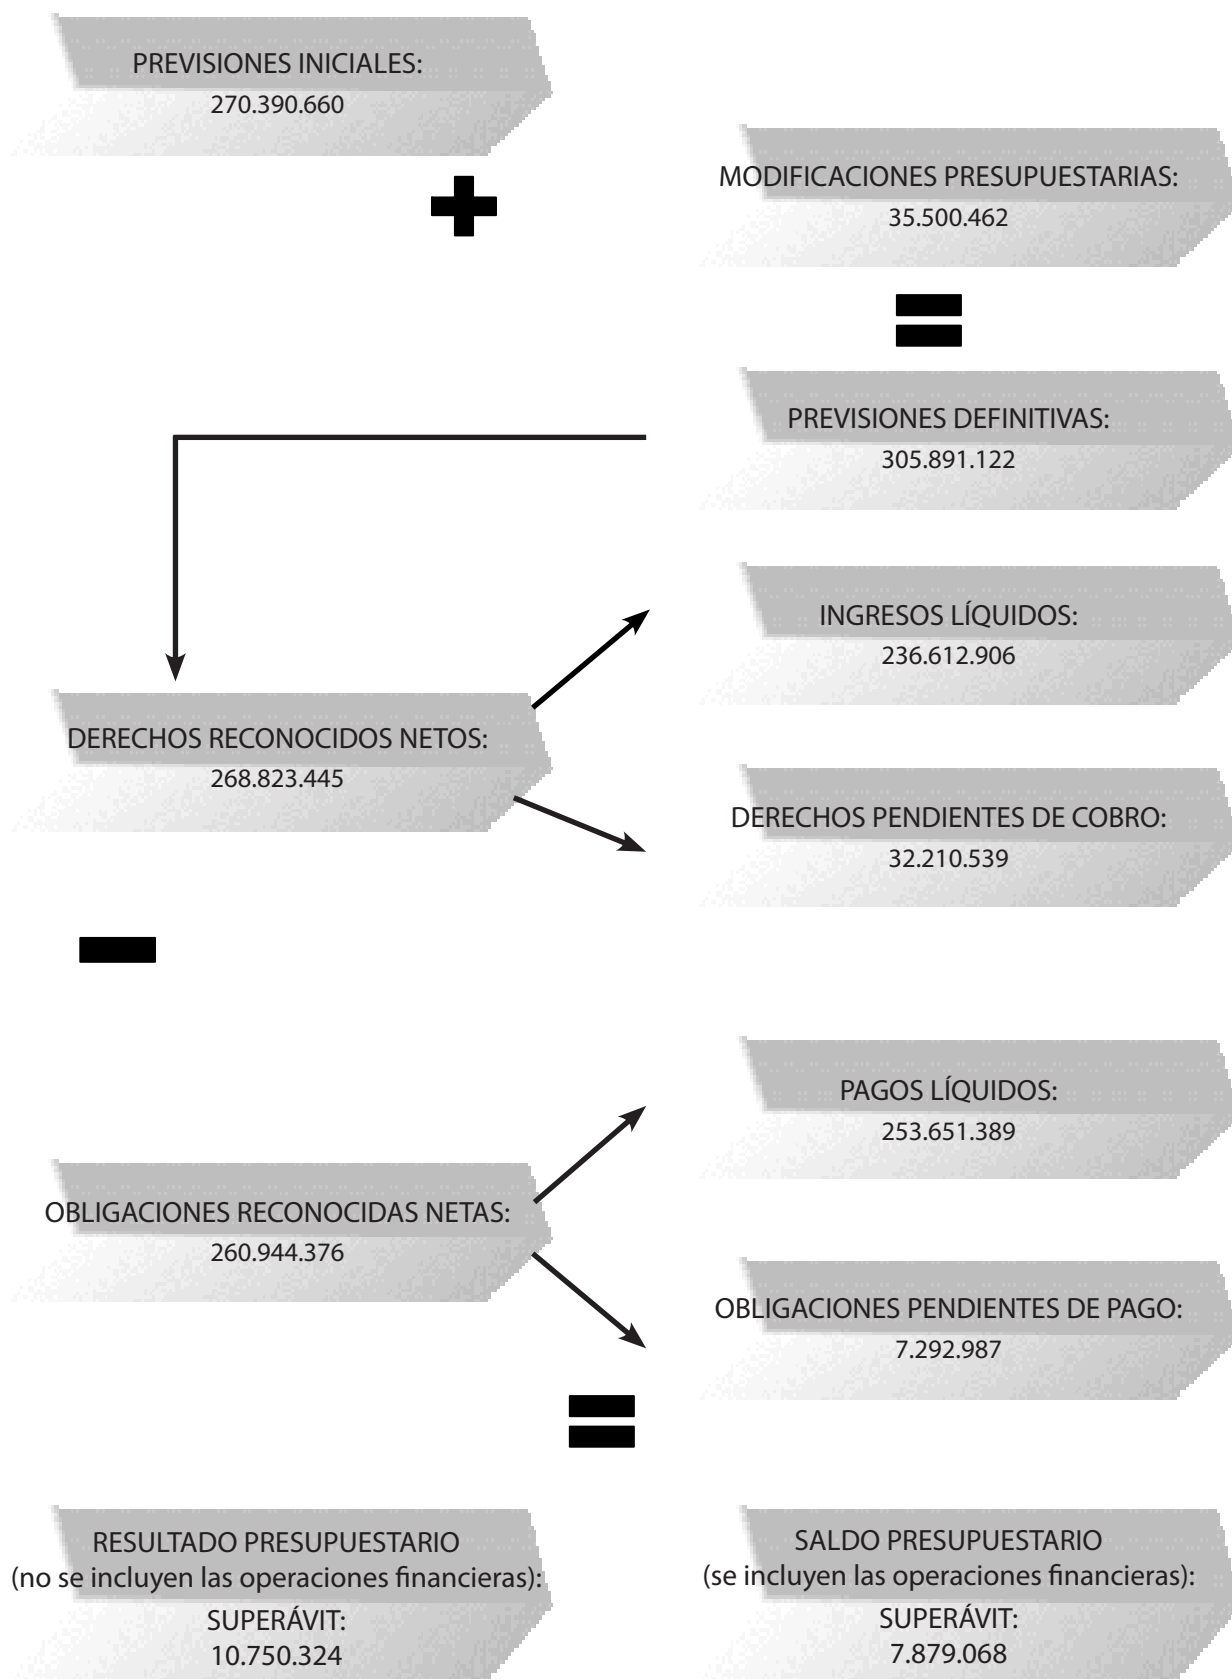 PREVISIONES INICIALES:
270.390.660
MODIFICACIONES PRESUPUESTARIAS:
35.500.462
PREVISIONES DEFINITIVAS:
305.891.122
INGRESOS LÍQUIDOS:
236.612.906
DERECHOS RECONOCIDOS NETOS:
268.823.445
DERECHOS PENDIENTES DE COBRO:
32.210.539
PAGOS LÍQUIDOS:
253.651.389
OBLIGACIONES RECONOCIDAS NETAS:
260.944.376
OBLIGACIONES PENDIENTES DE PAGO:
7.292.987
RESULTADO PRESUPUESTARIO
(no se incluyen las operaciones financieras):
SUPERÁVIT:
10.750.324
SALDO PRESUPUESTARIO
(se incluyen las operaciones financieras):
SUPERÁVIT:
7.879.068